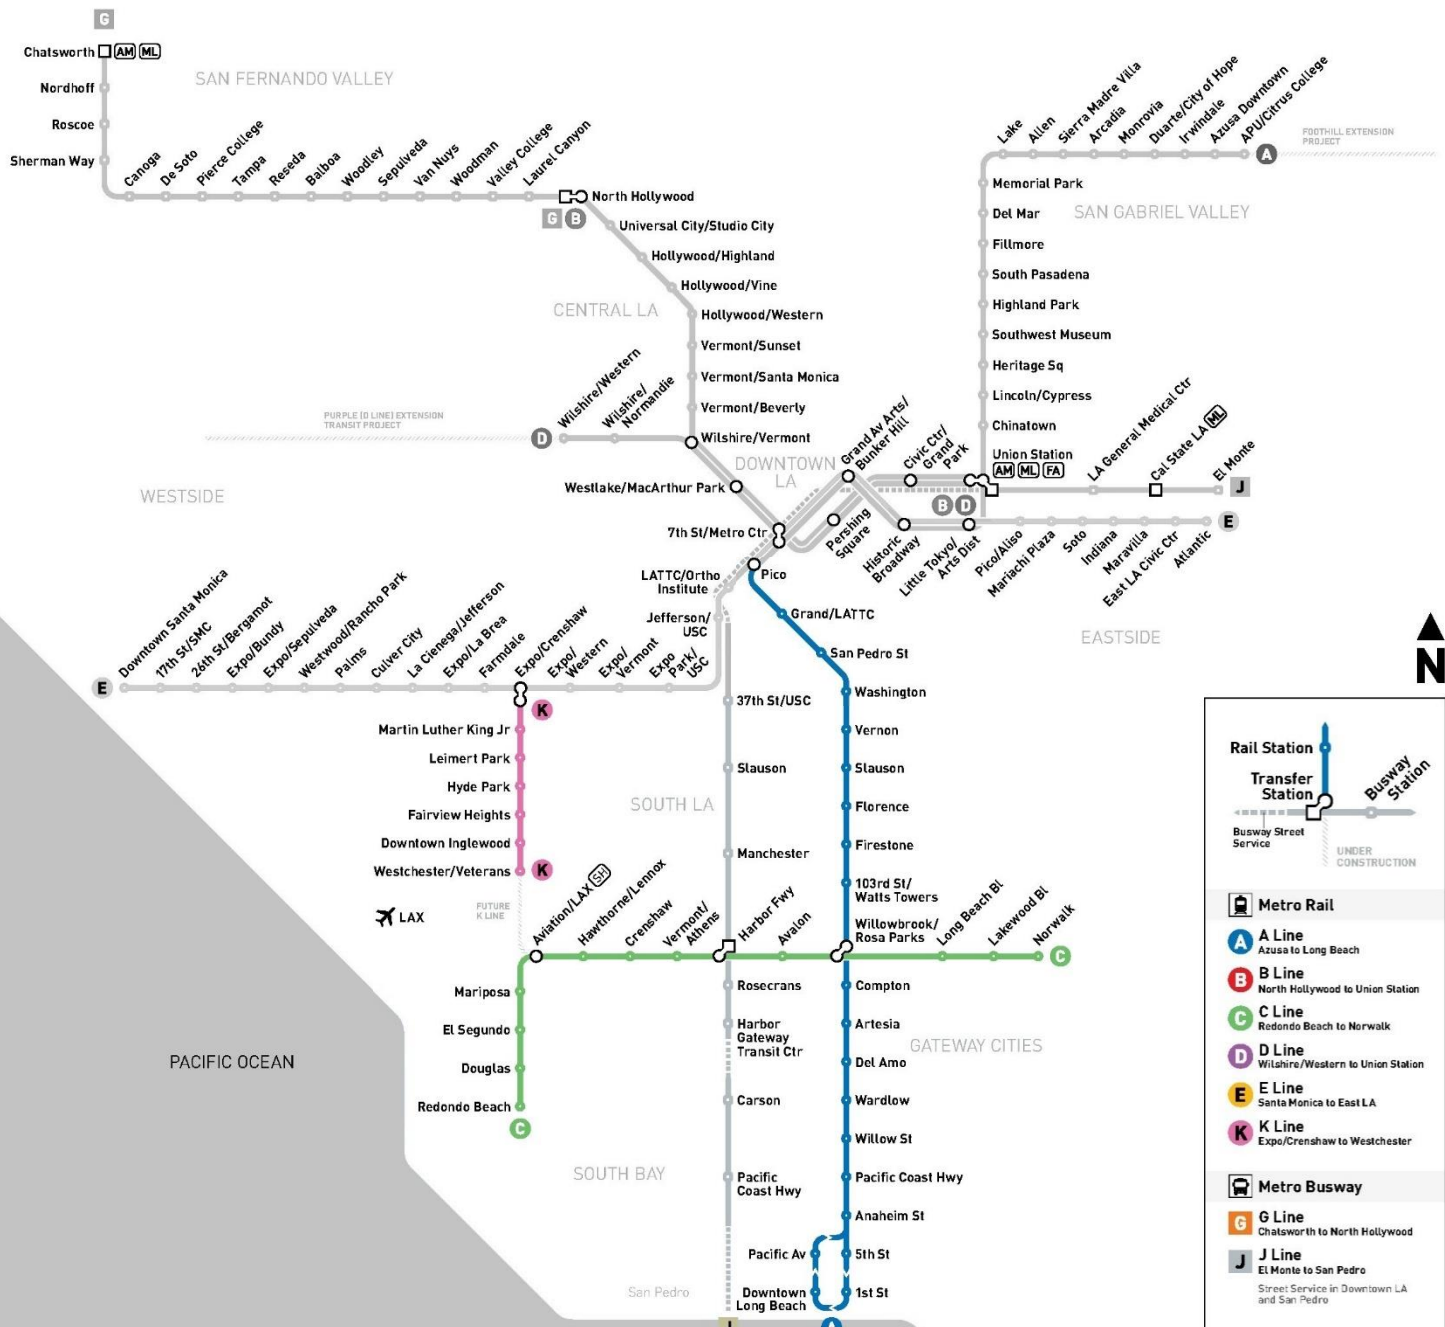 G
Chatsworth
AM
ML
SAN FERNANDO VALLEY
Nordhoff
Roscoe
Sherman Way
Canoga
De Soto
Pierce College
Tampa
Reseda
Balboa
Woodley
Sepulveda
Van Nuys
Woodman
Valley College
Laurel Canyon
North Hollywood
G
B
Universal City/Studio City
Hollywood/Highland
Hollywood/Vine
CENTRAL LA
Hollywood/Western
Vermont/Sunset
Vermont/Santa Monica
Vermont/Beverly
Wilshire/Vermont
Wilshire/Western
Wilshire/
Normandie
PURPLE (D LINE) EXTENSION
TRANSIT PROJECT
D
WESTSIDE
Westlake/MacArthur Park
DOWNTOWN
LA
7th St/Metro Ctr
Pershing
Square
Grand Av Arts/
Bunker Hill
Civic Ctr/
Grand
Park
Historic
Broadway
Little Tokyo/
Arts Dist
B
D
Lake
Allen
Sierra Madre Villa
Arcadia
Monrovia
Duarte/City of Hope
Irwindale
Azusa Downtown
APU/Citrus College
A
FOOTHILL EXTENSION
PROJECT
Memorial Park
Del Mar
SAN GABRIEL VALLEY
Fillmore
South Pasadena
Highland Park
Southwest Museum
Heritage Sq
Lincoln/Cypress
Chinatown
Union Station
AM
ML
FA
LA General Medical Ctr
Cal State LA
ML
El Monte
J
Pico/Aliso
Mariachi Plaza
Soto
Indiana
Maravilla
East LA Civic Ctr
Atlantic
E
EASTSIDE
N
LATTC/Ortho
Institute
Pico
Jefferson/
USC
Grand/LATTC
San Pedro St
E
Downtown Santa Monica
17th St/SMC
26th St/Bergamot
Expo/Bundy
Expo/Sepulveda
Westwood/Rancho Park
Palms
Culver City
La Cienega/Jefferson
Expo/La Brea
Farmdale
Expo/Crenshaw
Expo/
Western
Expo/
Vermont
Expo
Park/
USC
K
Martin Luther King Jr
Leimert Park
Hyde Park
Fairview Heights
Downtown Inglewood
Westchester/Veterans
K
FUTURE
K LINE
LAX
37th St/USC
Slauson
SOUTH LA
Manchester
Washington
Vernon
Slauson
Florence
Firestone
103rd St/
Watts Towers
Willowbrook/
Rosa Parks
Aviation/LAX
SH
Hawthorne/Lennox
Crenshaw
Vermont/
Athens
Harbor Fwy
Avalon
Long Beach Bl
Lakewood Bl
Norwalk
C
Mariposa
El Segundo
Douglas
Redondo Beach
C
PACIFIC OCEAN
Rosecrans
Harbor
Gateway
Transit Ctr
Carson
Pacific
Coast Hwy
SOUTH BAY
San Pedro
Compton
Artesia
GATEWAY CITIES
Del Amo
Wardlow
Willow St
Pacific Coast Hwy
Anaheim St
Pacific Av
5th St
Downtown
Long Beach
1st St
Rail Station
Transfer
Station
Busway
Station
Busway Street
Service
UNDER
CONSTRUCTION
Metro Rail
A
A Line
Azusa to Long Beach
B
B Line
North Hollywood to Union Station
C
C Line
Redondo Beach to Norwalk
D
D Line
Wilshire/Western to Union Station
E
E Line
Santa Monica to East LA
K
K Line
Expo/Crenshaw to Westchester
Metro Busway
G
G Line
Chatsworth to North Hollywood
J
J Line
El Monte to San Pedro
Street Service in Downtown LA
and San Pedro